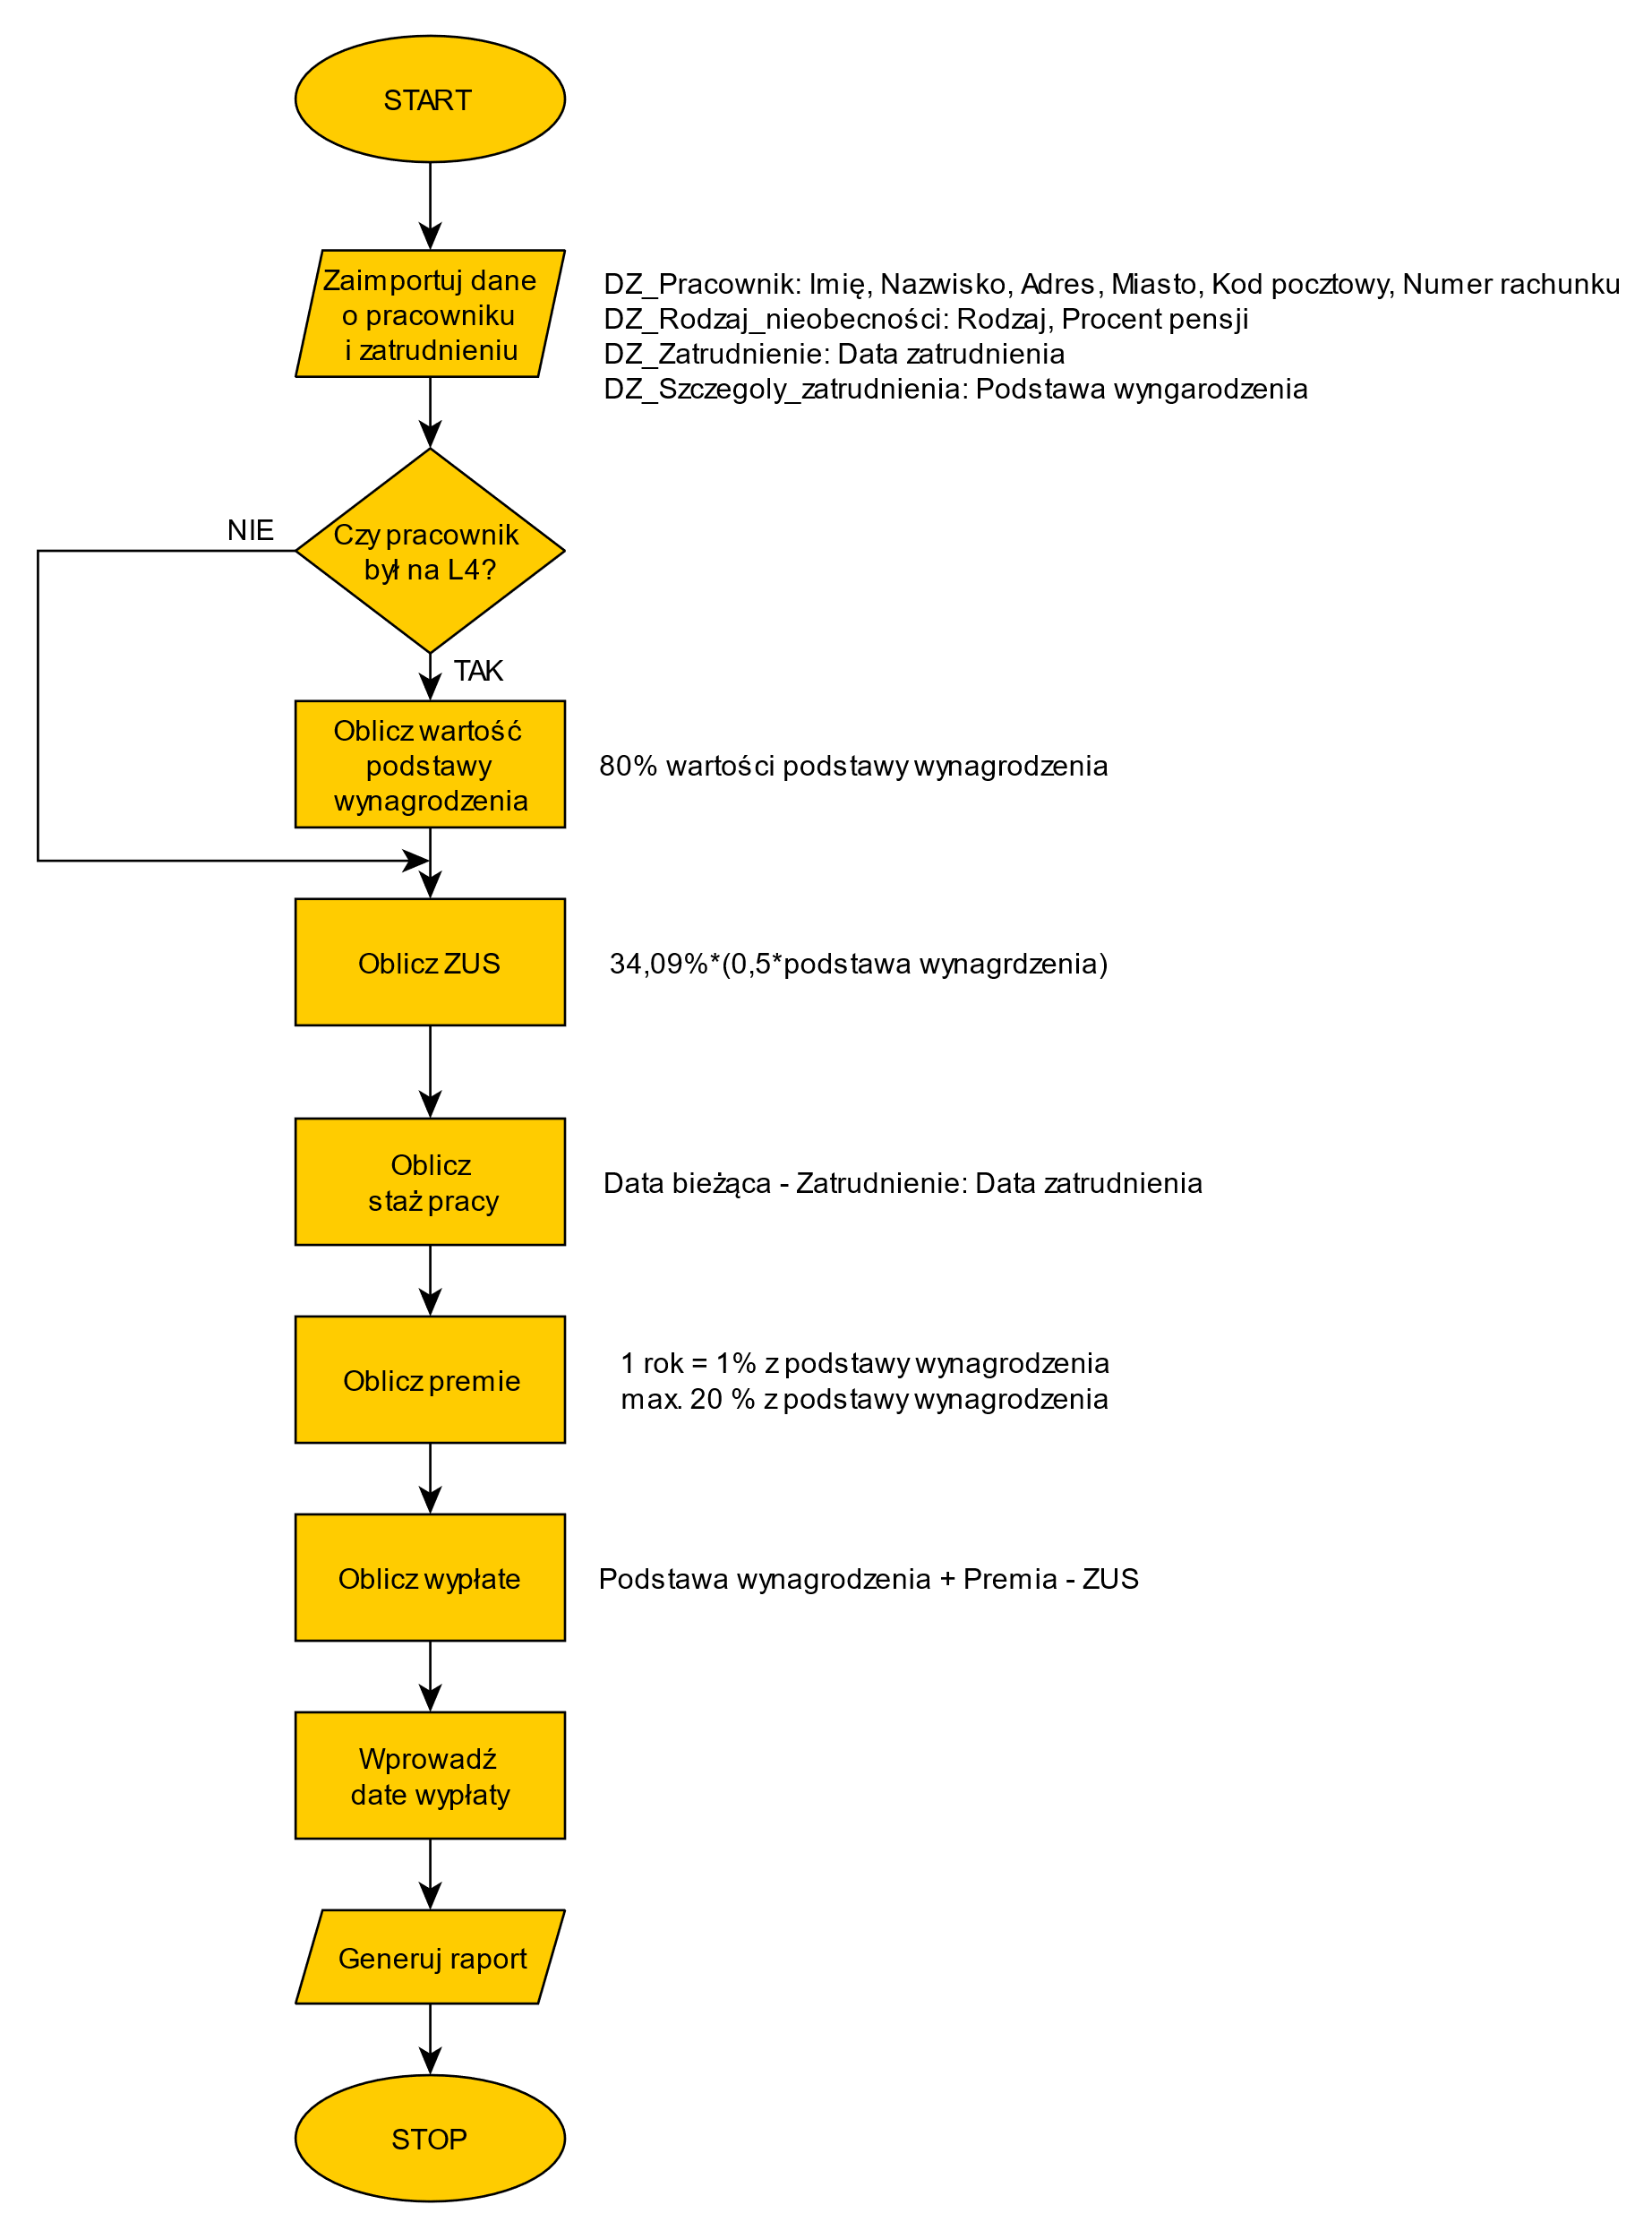 START
Zaimportuj dane
o pracowniku
i zatrudnieniu
DZ_Pracownik: Imię, Nazwisko, Adres, Miasto, Kod pocztowy, Numer rachunku
DZ_Rodzaj_nieobecności: Rodzaj, Procent pensji
DZ_Zatrudnienie: Data zatrudnienia
DZ_Szczegoly_zatrudnienia: Podstawa wyngarodzenia
NIE
Czy pracownik
był na L4?
TAK
Oblicz wartość
podstawy
wynagrodzenia
80% wartości podstawy wynagrodzenia
Oblicz ZUS
34,09%*(0,5*podstawa wynagrdzenia)
Oblicz
staż pracy
Data bieżąca - Zatrudnienie: Data zatrudnienia
Oblicz premie
1 rok = 1% z podstawy wynagrodzenia
max. 20 % z podstawy wynagrodzenia
Oblicz wypłate
Podstawa wynagrodzenia + Premia - ZUS
Wprowadź
date wypłaty
Generuj raport
STOP